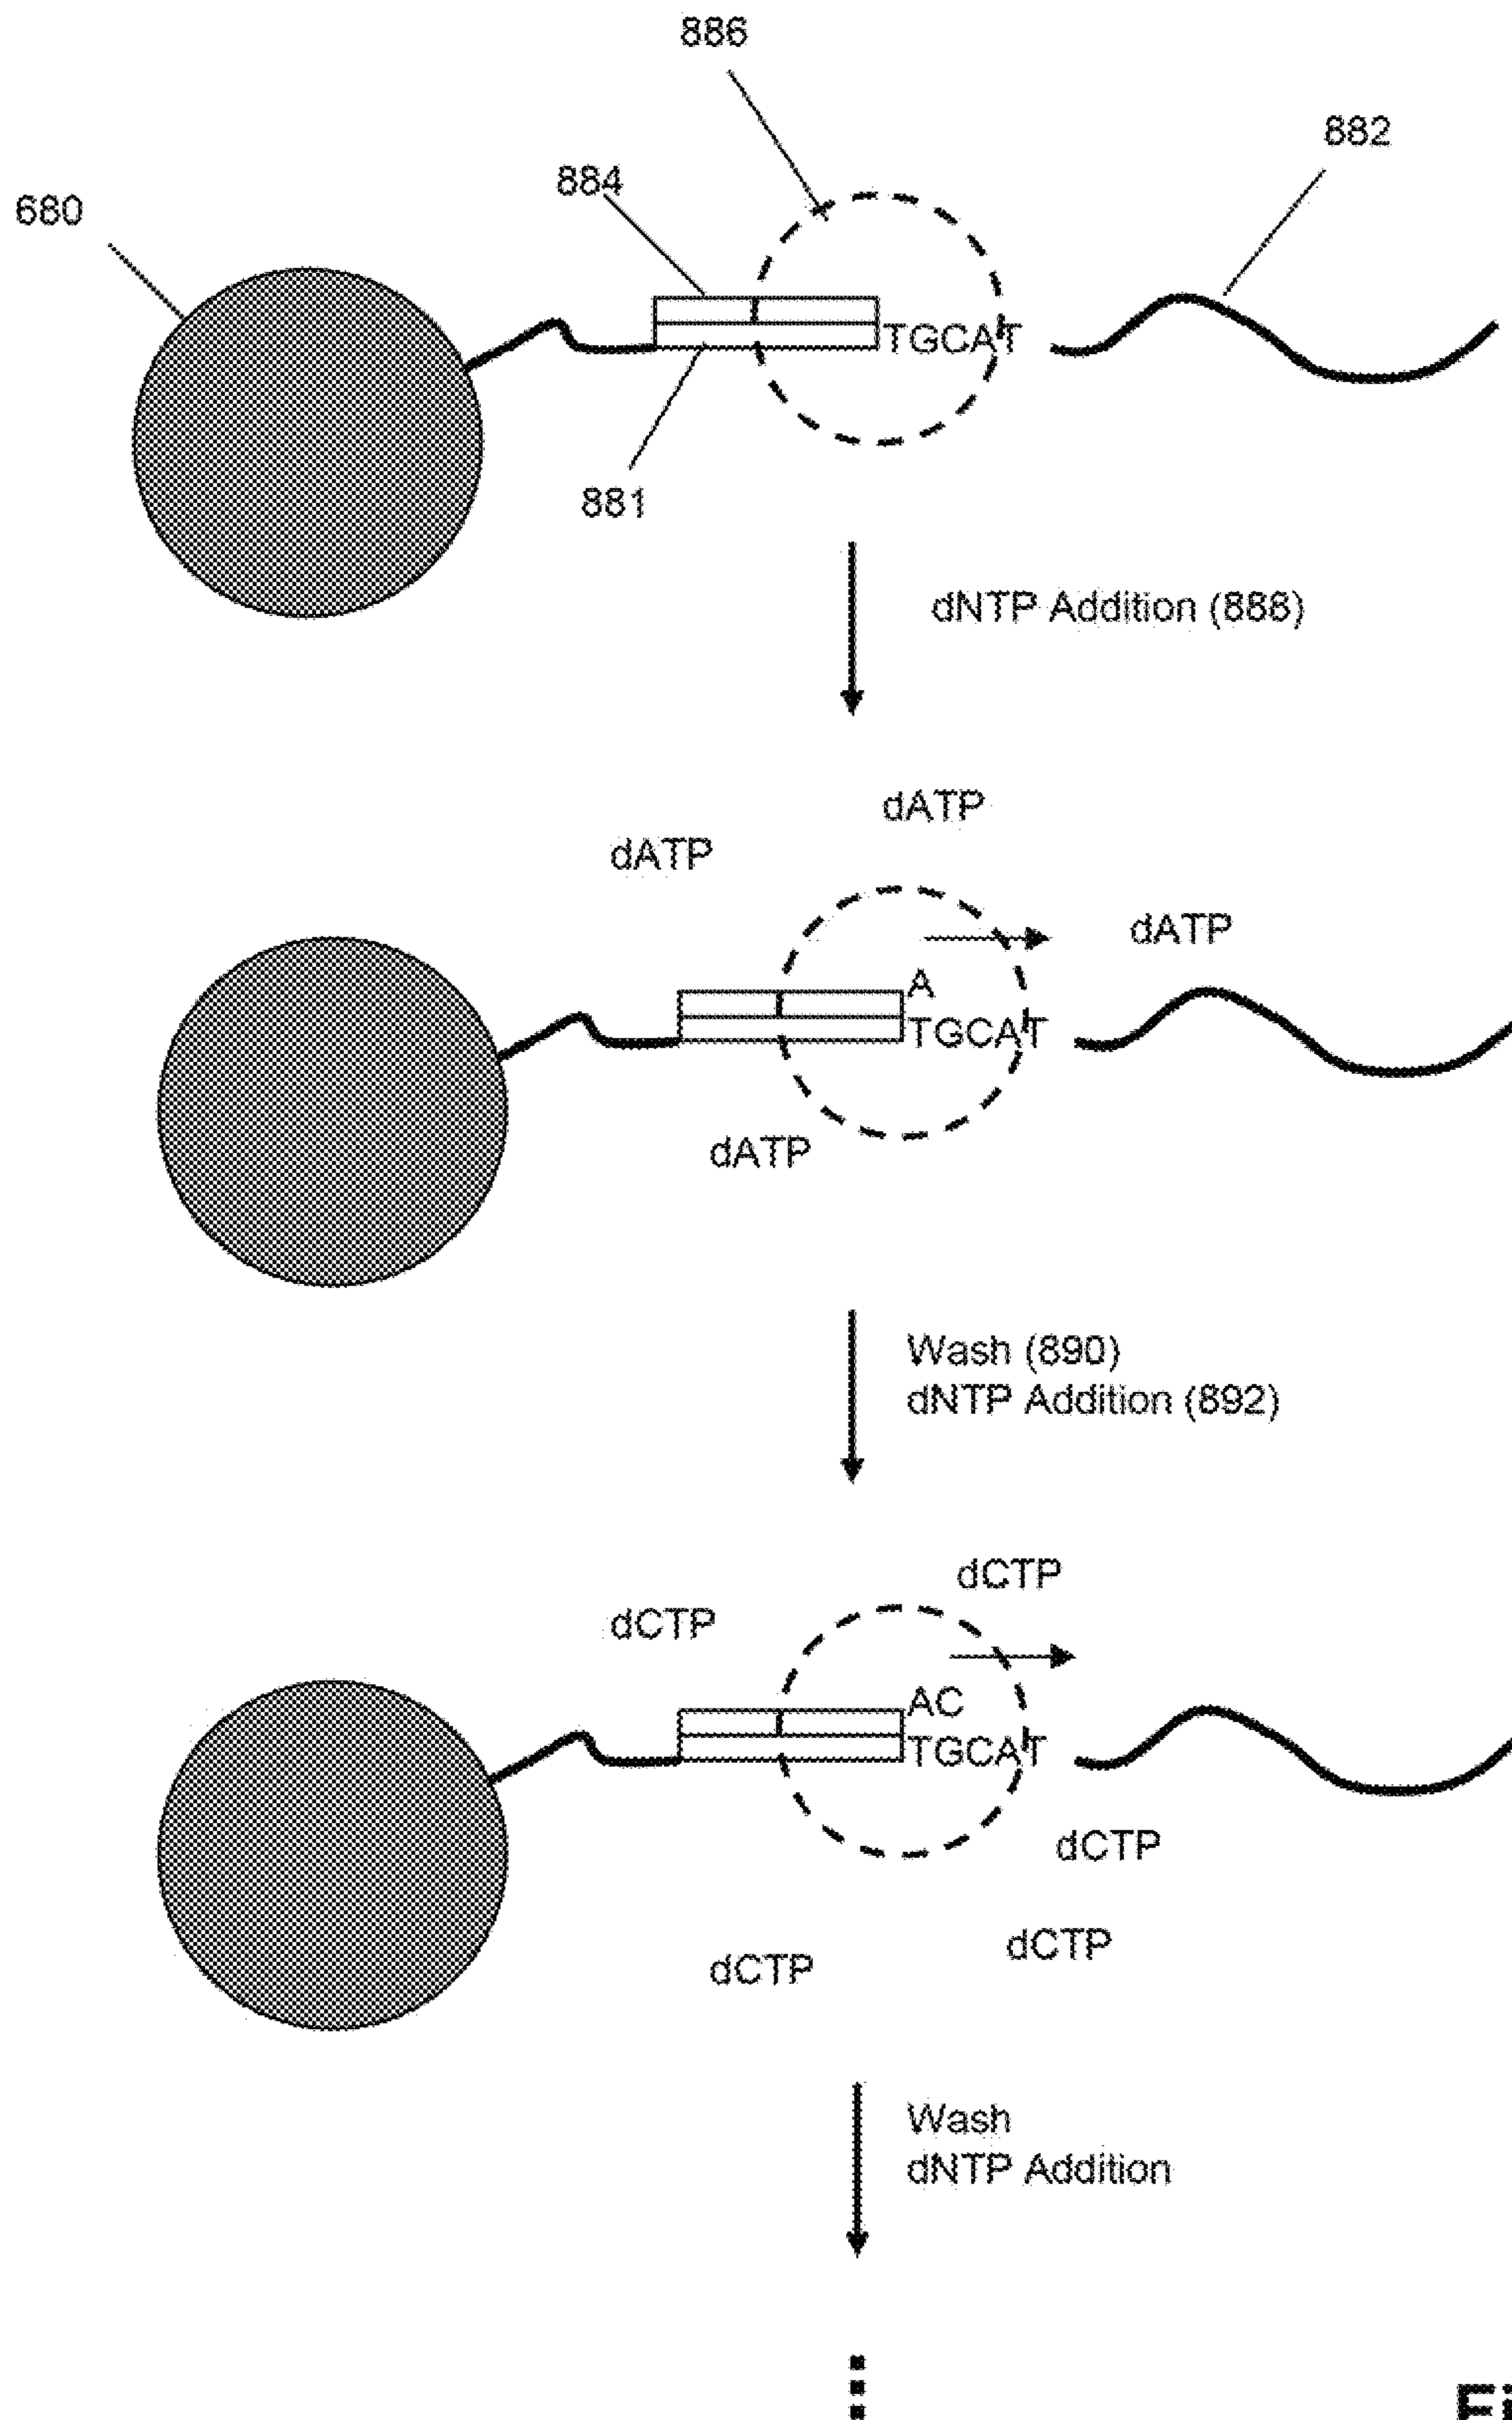 886
882
884
680
TGCAT
881
dNTP Addition (888)
dATP
dATP
dATP
A
TGCAT
dATP
Wash (890)
dNTP Addition (892)
dCTP
dCTP
AC
TGCAT
dCTP
dCTP
dCTP
Wash
dNTP Addition
Fi